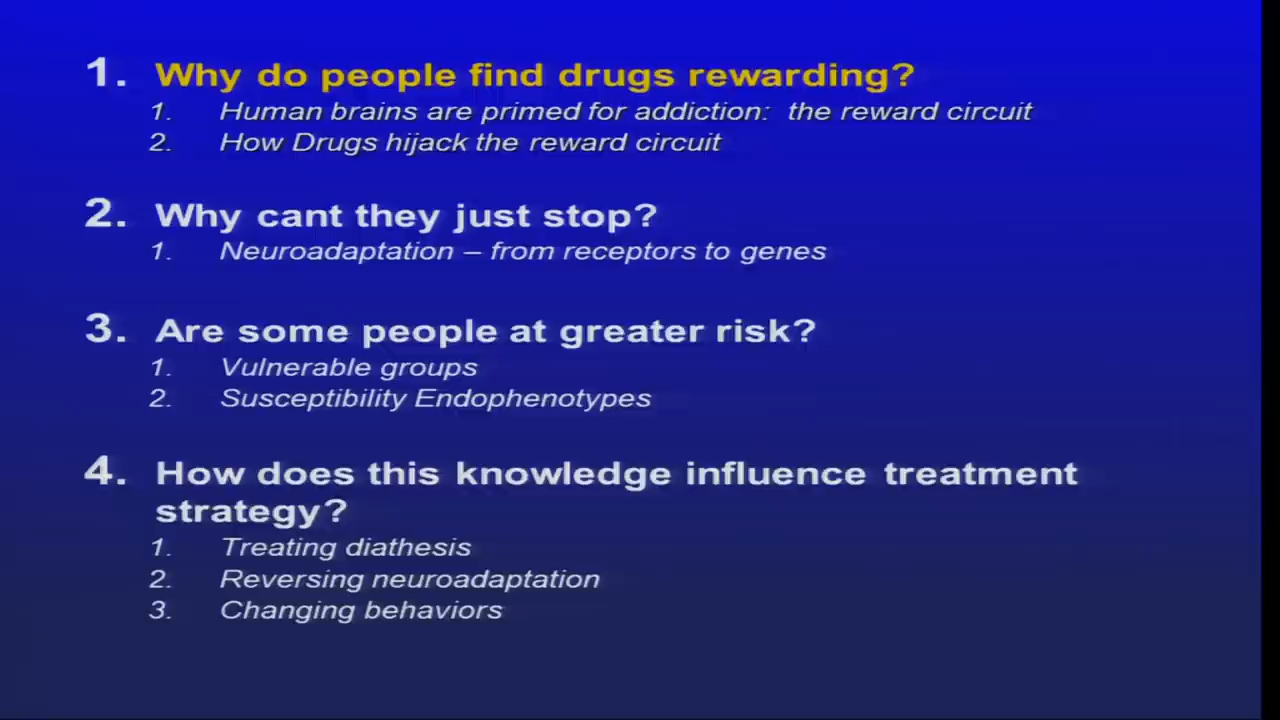 1. Why do people find drugs rewarding?
1. Human brains are primed for addiction: the reward circuit
2. How Drugs hijack the reward circuit
2. Why cant they just stop?
1. Neuroadaptation – from receptors to genes
3. Are some people at greater risk?
1. Vulnerable groups
2. Susceptibility Endophenotypes
4. How does this knowledge influence treatment
strategy?
1. Treating diathesis
2. Reversing neuroadaptation
3. Changing behaviors